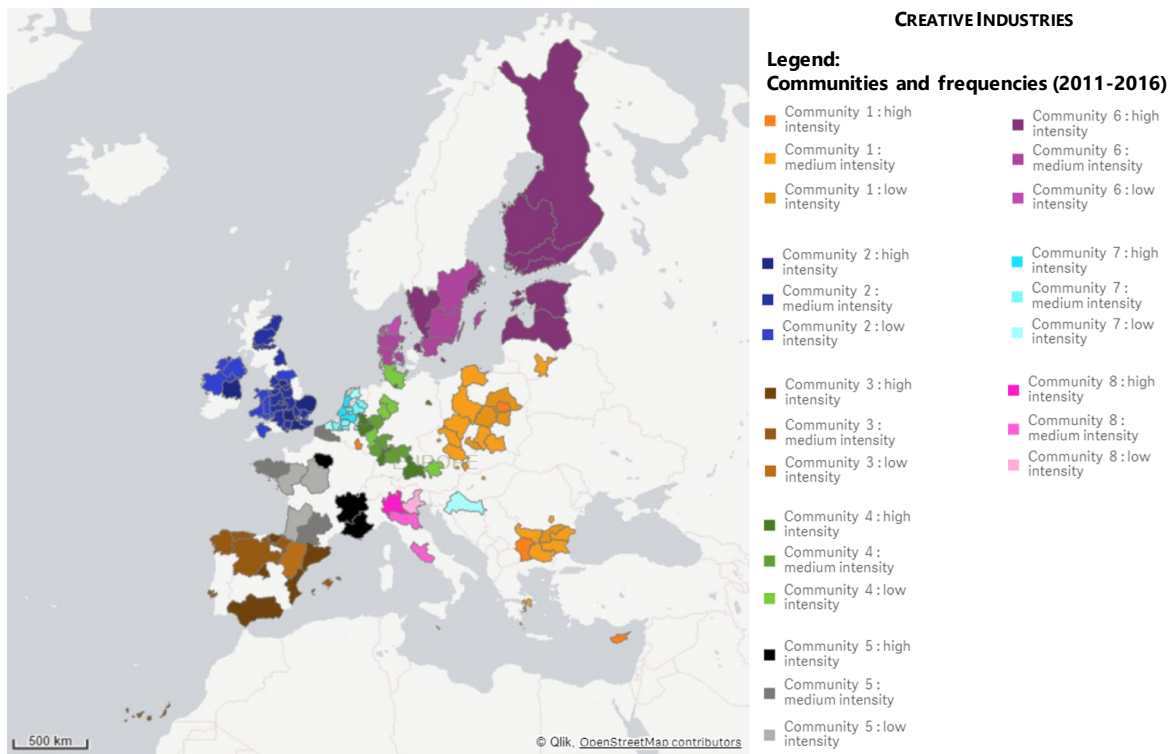 CREATIVE INDUSTRIES
Legend:
Communities and frequencies (2011-2016)
Community 1 : high
intensity
Community 1 :
medium intensity
Community 1 : low
intensity
Community 2 : high
intensity
Community 2 :
medium intensity
Community 2 : low
intensity
Community 3 : high
intensity
Community 3 :
medium intensity
Community 3 : low
intensity
Community 4 : high
intensity
Community 4 :
medium intensity
Community 4 : low
intensity
Community 5 : high
intensity
Community 5 :
medium intensity
Community 5 : low
intensity
Community 6 : high
intensity
Community 6 :
medium intensity
Community 6 : low
intensity
Community 7 : high
intensity
Community 7 :
medium intensity
Community 7 : low
intensity
Community 8 : high
intensity
Community 8 :
medium intensity
Community 8 : low
intensity
EUROPE
500 km
© Qlik, OpenStreetMap contributors